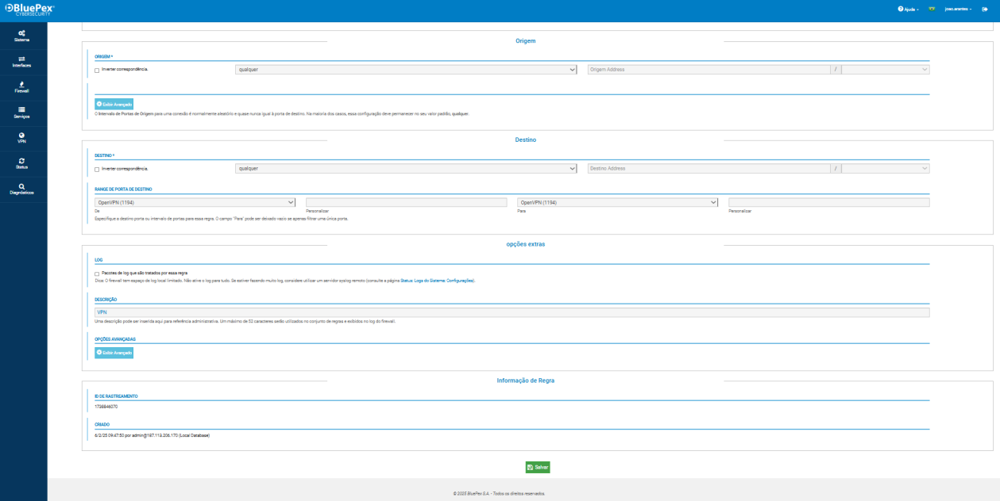 BluePex
CYBERSECURITY
Ajuda
joao.arantes
Sistema
Interfaces
Firewall
Serviços
VPN
Status
Diagnósticos
Origem
ORIGEM *
Inverter correspondência.
qualquer
Origem Address
/
Exibir Avançado
O Intervalo de Portas de Origem para uma conexão é normalmente aleatório e quase nunca igual à porta de destino. Na maioria dos casos, essa configuração deve permanecer no seu valor padrão, qualquer.
Destino
DESTINO *
Inverter correspondência.
qualquer
Destino Address
/
RANGE DE PORTA DE DESTINO
OpenVPN (1194)
OpenVPN (1194)
De
Personalizar
Para
Personalizar
Especifique a destino porta ou intervalo de portas para essa regra. O campo "Para" pode ser deixado vazio se apenas filtrar uma única porta.
opções extras
LOG
Pacotes de log que são tratados por essa regra
Dica: O firewall tem espaço de log local limitado. Não ative o log para tudo. Se estiver fazendo muito log, considere utilizar um servidor syslog remoto (consulte a página Status: Logs do Sistema: Configurações).
DESCRIÇÃO
VPN
Uma descrição pode ser inserida aqui para referência administrativa. Um máximo de 52 caracteres serão utilizados no conjunto de regras e exibidos no log do firewall.
OPÇÕES AVANÇADAS
Exibir Avançado
Informação de Regra
ID DE RASTREAMENTO
1738846070
CRIADO
6/2/25 09:47:50 por admin@187.113.206.170 (Local Database)
Salvar
© 2025 BluePex S.A. - Todos os direitos reservados.